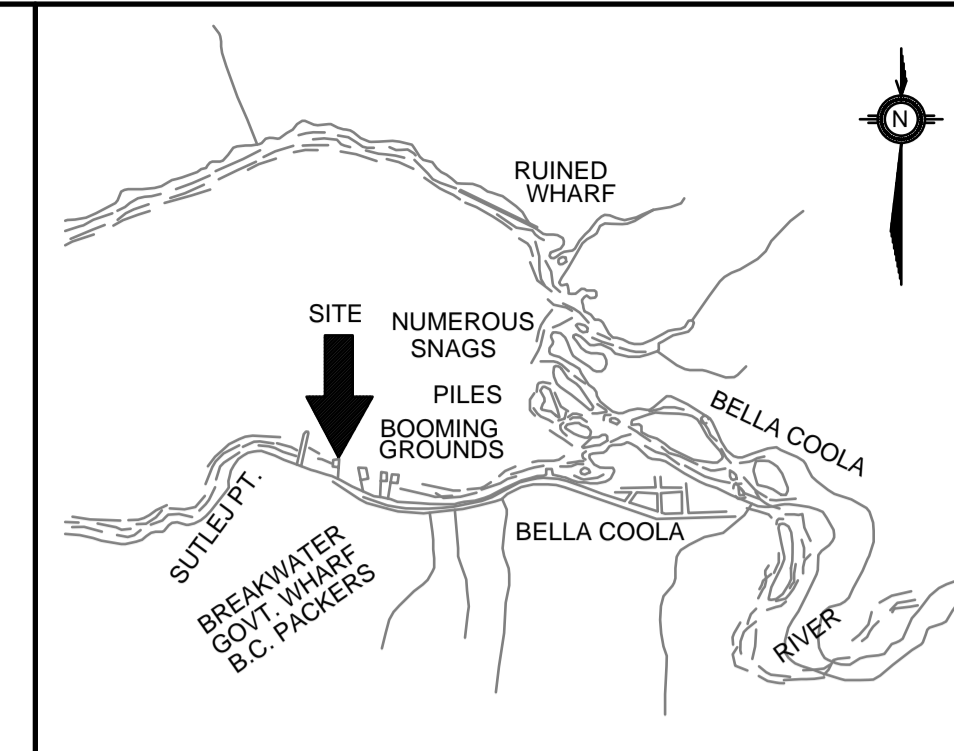 N
RUINED
WHARF
SITE
NUMEROUS
SNAGS
PILES
BOOMING
GROUNDS
BELLA COOLA
SUTLEJ PT.
BELLA COOLA
BREAKWATER
GOVT. WHARF
B.C. PACKERS
RIVER